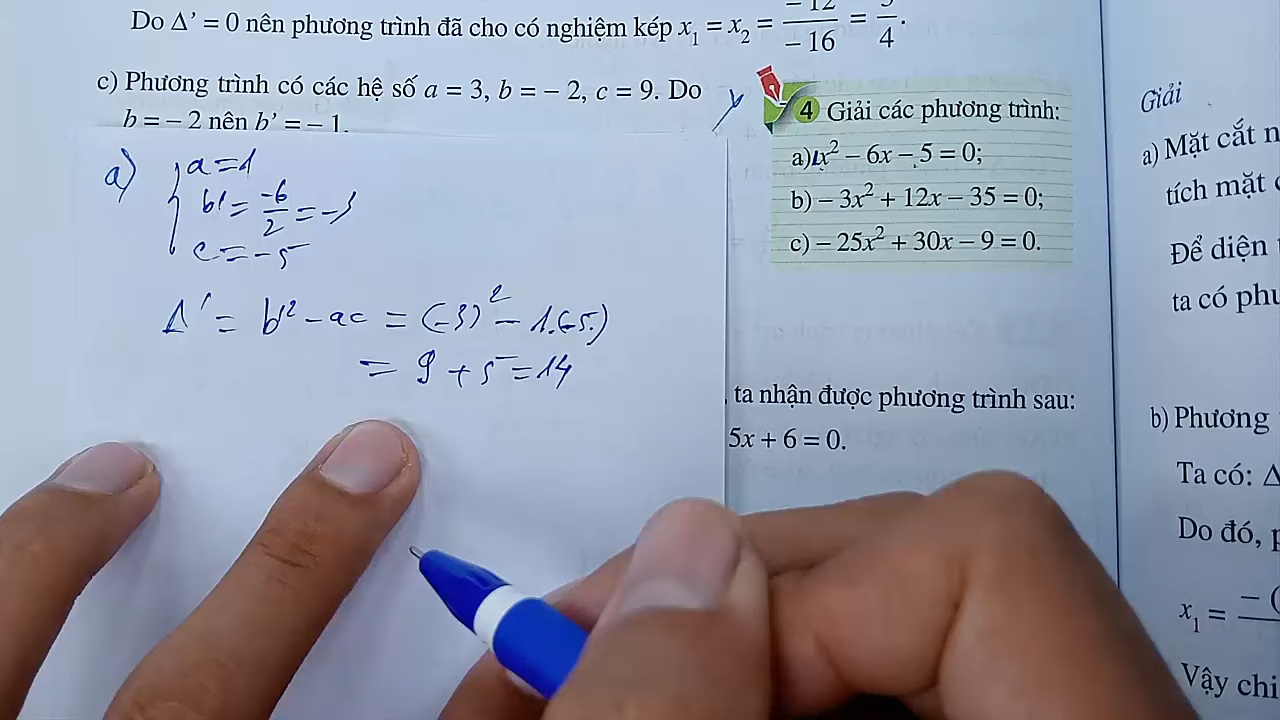 Do Δ’ = 0 nên phương trình đã cho có nghiệm kép x₁ = x₂ = −12/−16 = 3/4.
c) Phương trình có các hệ số a = 3, b = − 2, c = 9. Do
b = − 2 nên b’ = − 1.
a) a = 1
b' = -6/2 = -3
c = -5
Δ' = b'² - ac = (-3)² - 1.(-5)
= 9 + 5 = 14
4 Giải các phương trình:
a) x² − 6x − 5 = 0;
b) − 3x² + 12x − 35 = 0;
c) − 25x² + 30x − 9 = 0.
, ta nhận được phương trình sau:
5x + 6 = 0.
Giải
a) Mặt cắt
tích mặt
Để diện
ta có
b) Phương
Ta có: Δ
Do đó,
x₁ = − (
Vậy chi